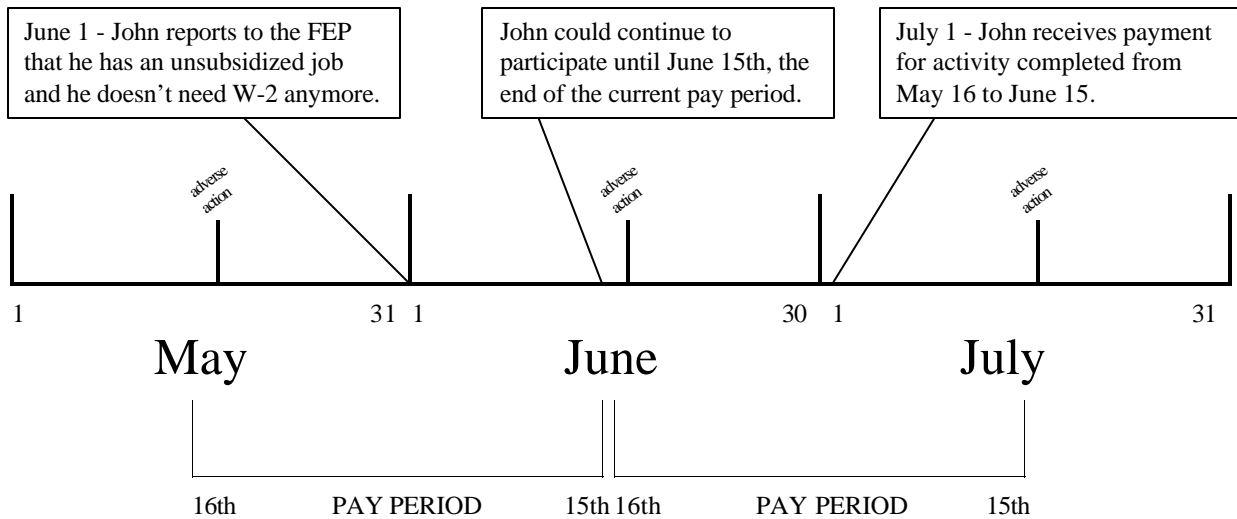 June 1 - John reports to the FEP
that he has an unsubsidized job
and he doesn't need W-2 anymore.
John could continue to
participate until June 15th, the
end of the current pay period.
July 1 - John receives payment
for activity completed from
May 16 to June 15.
adverse
action
adverse
action
adverse
action
1 31 1 30 1 31
May June July
16th PAY PERIOD 15th 16th PAY PERIOD 15th